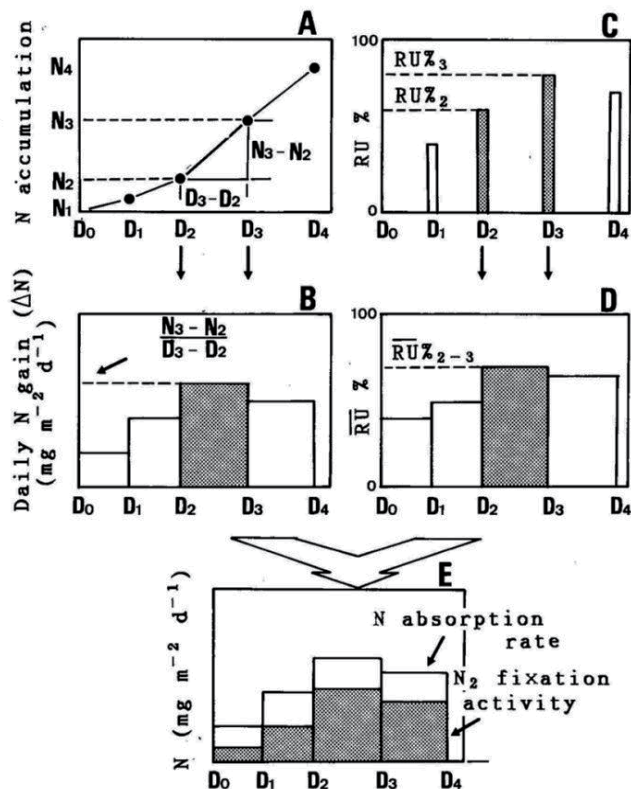 A
N accumulation
N₄
N₃
N₂
N₁
N₃-N₂
D₃-D₂
D₀ D₁ D₂ D₃ D₄
C
100
RU%₃
RU%₂
RU %
0
D₀ D₁ D₂ D₃ D₄
B
Daily N gain (ΔN)
(mg m⁻² d⁻¹)
N₃-N₂
D₃-D₂
D₀ D₁ D₂ D₃ D₄
D
100
R̅U̅%₂₋₃
R̅U̅ %
0
D₀ D₁ D₂ D₃ D₄
E
N (mg m⁻² d⁻¹)
N absorption
rate
N₂ fixation
activity
D₀ D₁ D₂ D₃ D₄